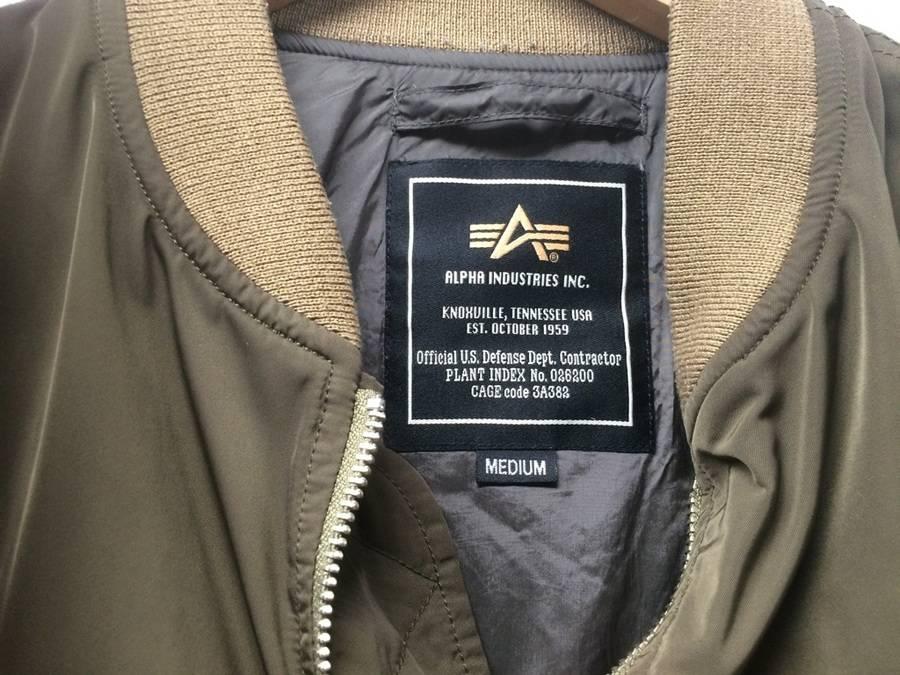 ALPHA INDUSTRIES INC.
KNOXVILLE, TENNESSEE USA
EST. OCTOBER 1959
Official U.S. Defense Dept. Contractor
PLANT INDEX No. 026200
CAGE code 3A382
MEDIUM